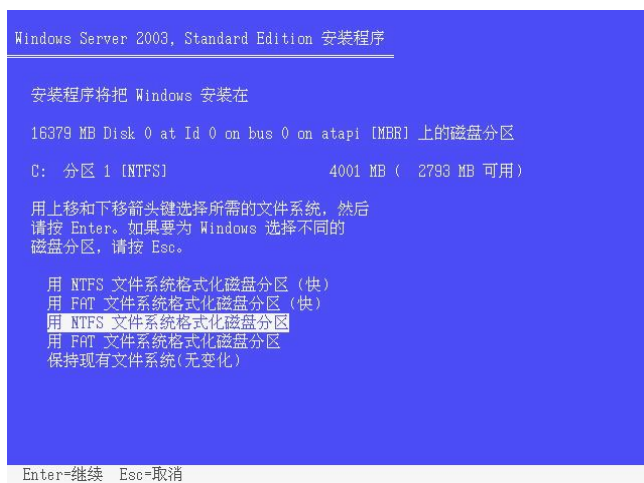 Windows Server 2003, Standard Edition 安装程序
安装程序将把 Windows 安装在
16379 MB Disk 0 at Id 0 on bus 0 on atapi [MBR] 上的磁盘分区
C: 分区 1 [NTFS] 4001 MB ( 2793 MB 可用)
用上移和下移箭头键选择所需的文件系统，然后
请按 Enter。如果要为 Windows 选择不同的
磁盘分区，请按 Esc。
用 NTFS 文件系统格式化磁盘分区（快）
用 FAT 文件系统格式化磁盘分区（快）
用 NTFS 文件系统格式化磁盘分区
用 FAT 文件系统格式化磁盘分区
保持现有文件系统(无变化)
Enter=继续 Esc=取消